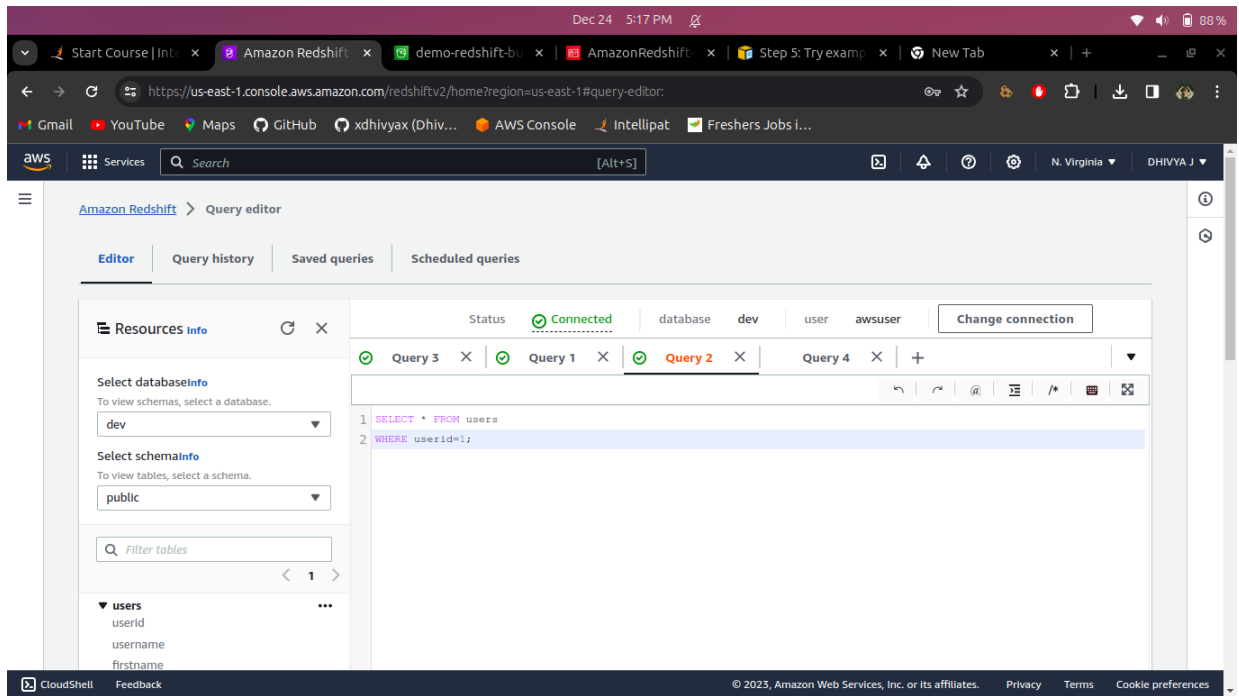 Dec 24 5:17 PM
88%
Start Course | Inte
Amazon Redshift
demo-redshift-bu
AmazonRedshift-
Step 5: Try examp
New Tab
https://us-east-1.console.aws.amazon.com/redshiftv2/home?region=us-east-1#query-editor:
Gmail YouTube Maps GitHub xdhivyax (Dhiv... AWS Console Intellipat Freshers Jobs i...
aws Services Search [Alt+S] N. Virginia DHIVYA J
Amazon Redshift > Query editor
Editor Query history Saved queries Scheduled queries
Resources Info
Status Connected database dev user awsuser Change connection
Query 3 Query 1 Query 2 Query 4 +
Select databaseInfo
To view schemas, select a database.
dev
Select schemaInfo
To view tables, select a schema.
public
Filter tables
< 1 >
users
userid
username
firstname
@ /*
1 SELECT * FROM users
2 WHERE userid=1;
CloudShell Feedback © 2023, Amazon Web Services, Inc. or its affiliates. Privacy Terms Cookie preferences